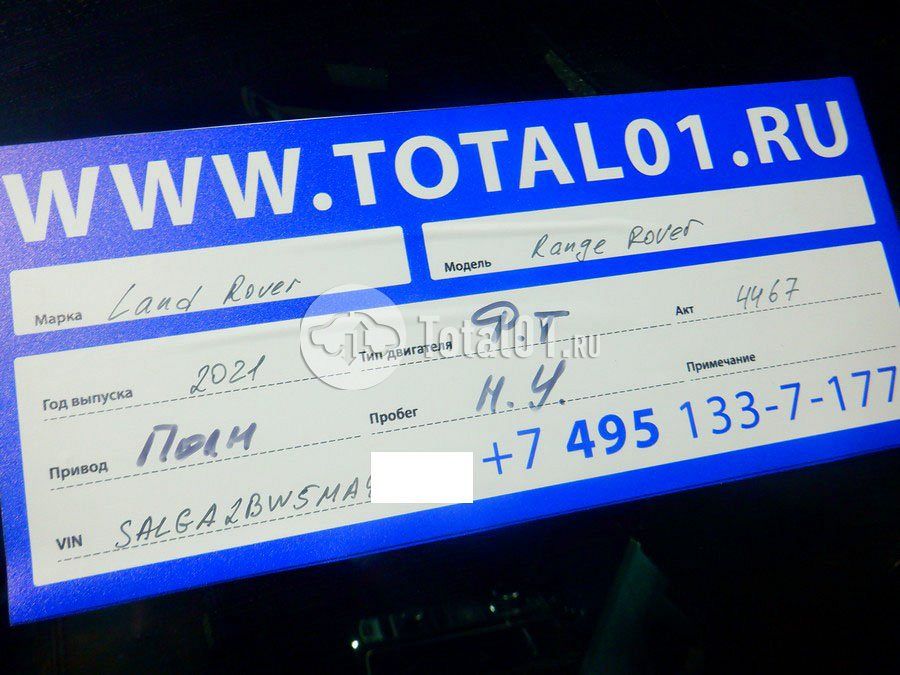 WWW.TOTAL01.RU
Марка Land Rover Модель Range Rover
Год выпуска 2021 Тип двигателя Р.Т Акт 4467
Привод Полн Пробег Н.У. Примечание
+7 495 133-7-177
VIN SALGA2BW5MA
Total01.RU